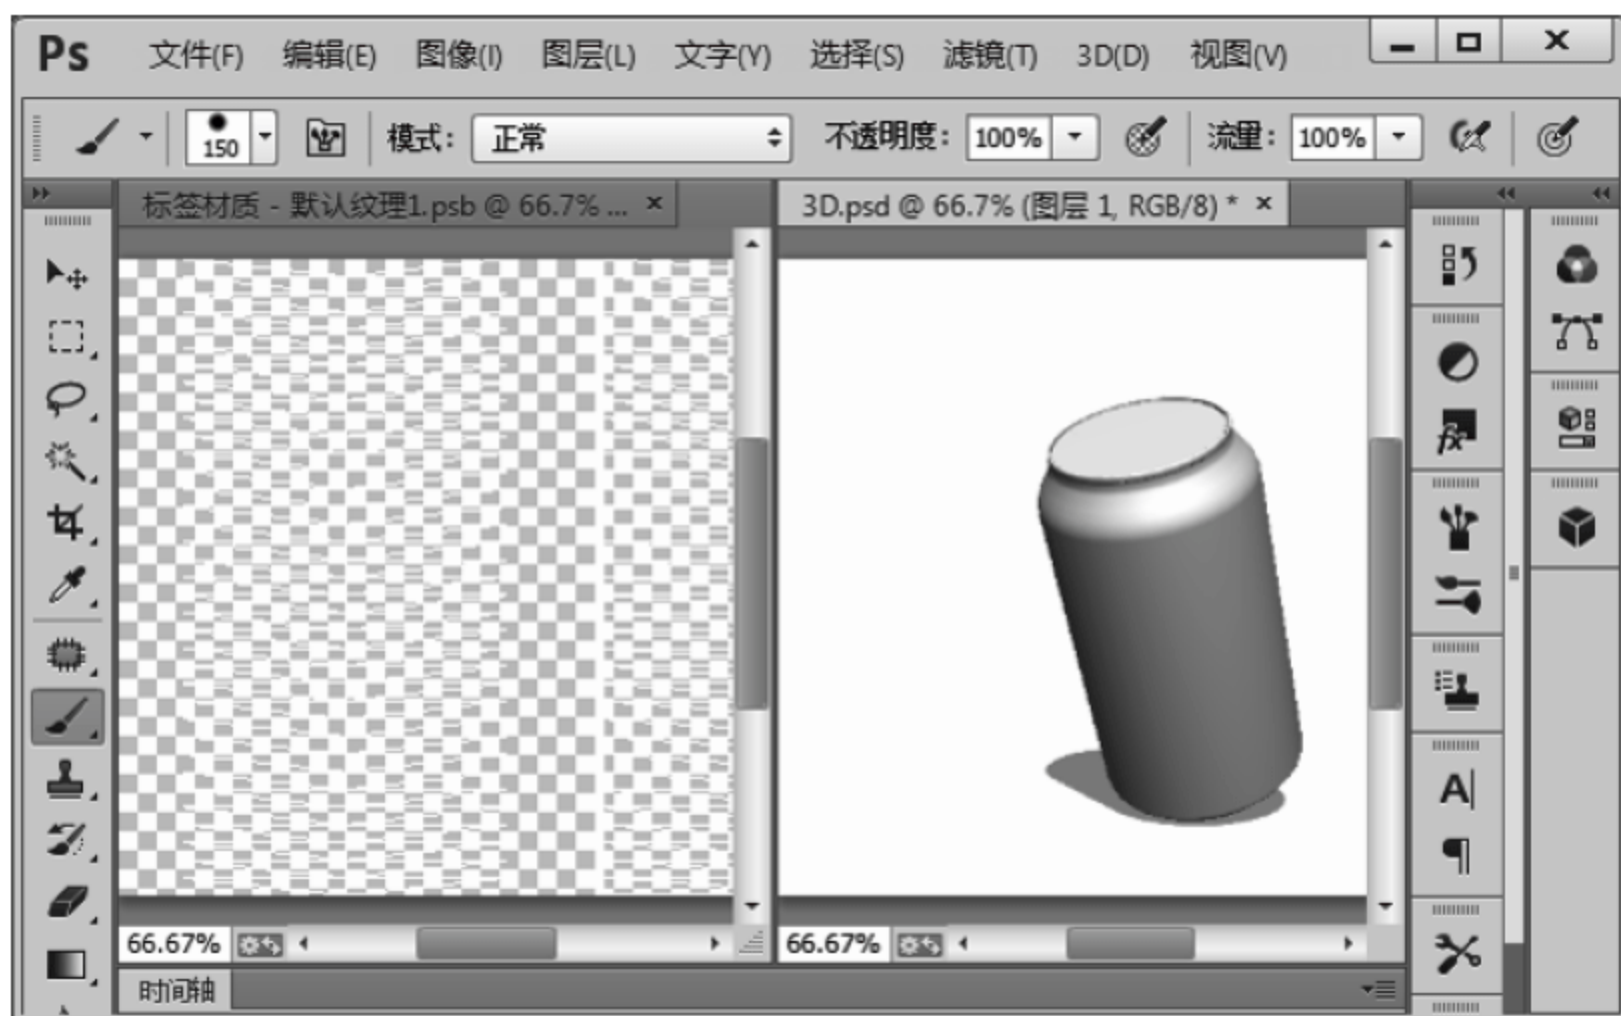 Ps 文件(F) 编辑(E) 图像(I) 图层(L) 文字(Y) 选择(S) 滤镜(T) 3D(D) 视图(V)
150 模式: 正常 不透明度: 100% 流量: 100%
标签材质 - 默认纹理1.psb @ 66.7% ... × 3D.psd @ 66.7% (图层 1, RGB/8) * ×
66.67% 66.67%
时间轴